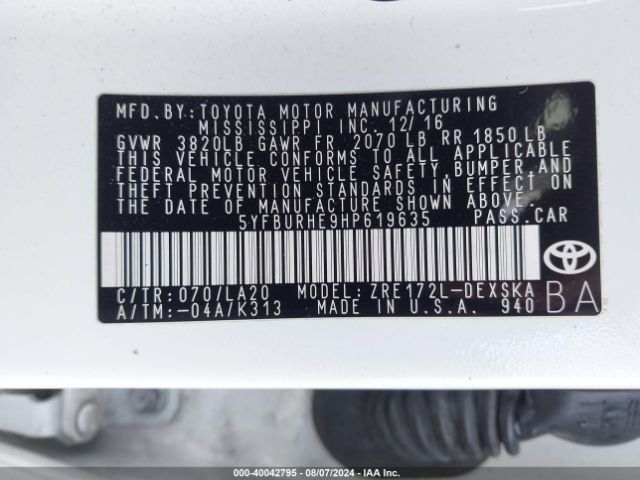 MFD.BY:TOYOTA MOTOR MANUFACTURING
MISSISSIPPI INC. 12/16
GVWR 3820LB GAWR FR 2070 LB RR 1850 LB
THIS VEHICLE CONFORMS TO ALL APPLICABLE
FEDERAL MOTOR VEHICLE SAFETY,BUMPER,AND
THEFT PREVENTION STANDARDS IN EFFECT ON
THE DATE OF MANUFACTURE SHOWN ABOVE.
5YFBURHE9HP619635 PASS.CAR
C/TR:070/LA20 MODEL:ZRE172L-DEXSKA
A/TM:-04A/K313 MADE IN U.S.A. 940
BA
000-40042795 - 08/07/2024 - IAA Inc.